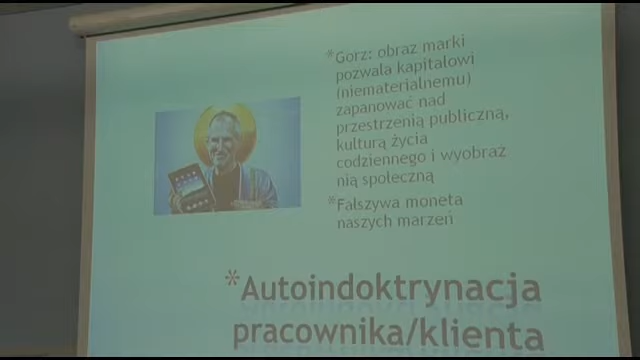 *Gorz: obraz marki
pozwala kapitałowi
(niematerialnemu)
zapanować nad
przestrzenią publiczną,
kulturą życia
codziennego i wyobraz
nią społeczną
*Fałszywa moneta
naszych marzeń
*Autoindoktrynacja
pracownika/klienta